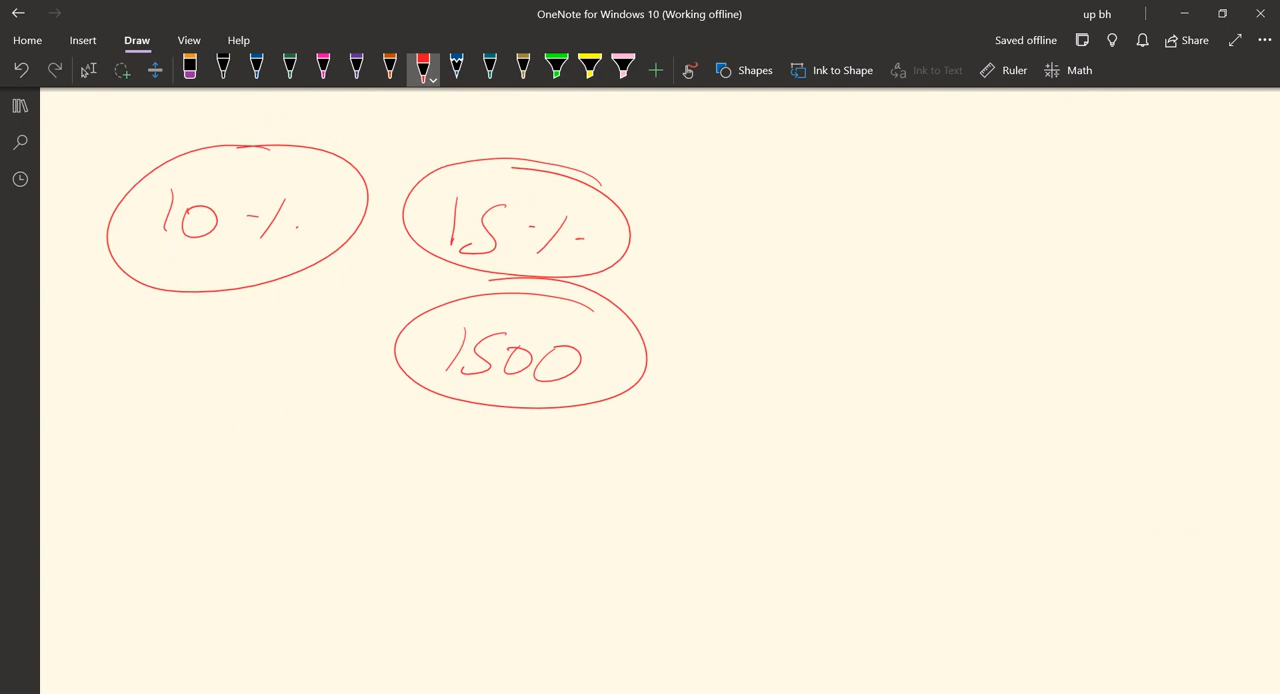 OneNote for Windows 10 (Working offline)
up bh
Home Insert Draw View Help
Saved offline
Share
Shapes
Ink to Shape
Ink to Text
Ruler
Math
10 %
15 %
1500